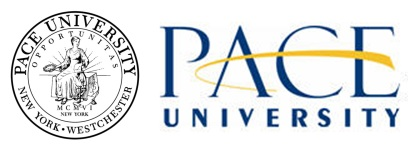 PACE UNIVERSITY
OPPORTUNITAS
MCMVI
NEW YORK
NEW YORK • WESTCHESTER
PACE
UNIVERSITY